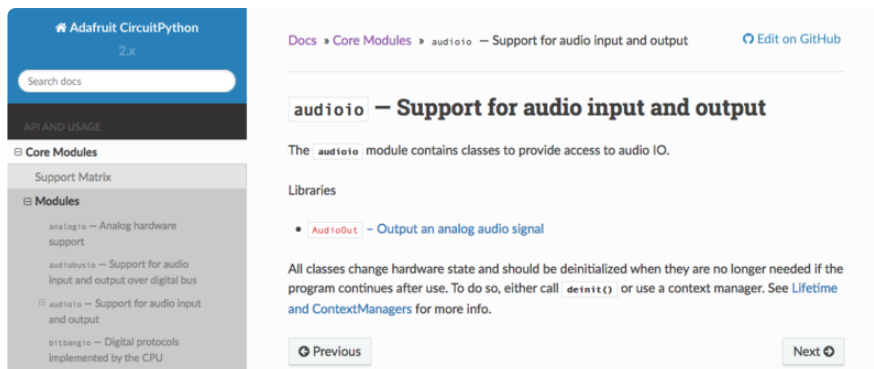 Adafruit CircuitPython
2.x
Search docs
API AND USAGE
Core Modules
Support Matrix
Modules
analogio — Analog hardware
support
audiobusio — Support for audio
input and output over digital bus
audioio — Support for audio input
and output
bitbangio — Digital protocols
implemented by the CPU
Docs » Core Modules » audioio — Support for audio input and output
Edit on GitHub
audioio — Support for audio input and output
The audioio module contains classes to provide access to audio IO.
Libraries
• AudioOut – Output an analog audio signal
All classes change hardware state and should be deinitialized when they are no longer needed if the
program continues after use. To do so, either call deinit() or use a context manager. See Lifetime
and ContextManagers for more info.
Previous
Next